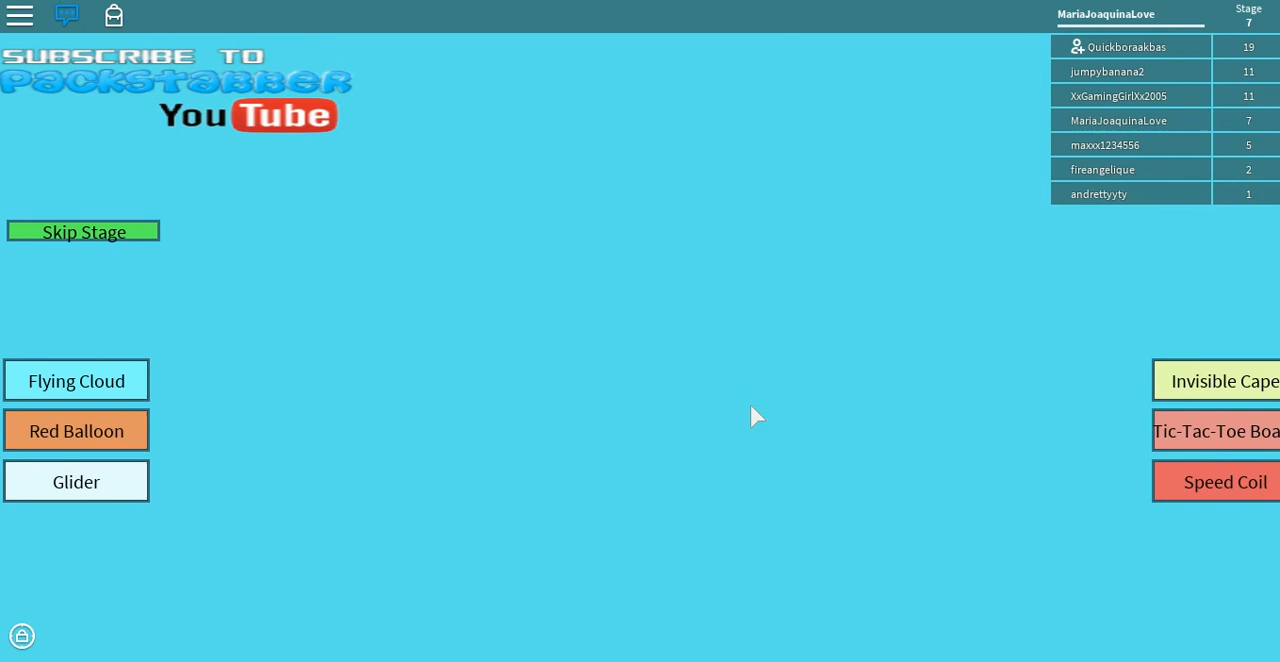 MariaJoaquinaLove
Stage
7
Quickboraakbas 19
jumpybanana2 11
XxGamingGirlXx2005 11
MariaJoaquinaLove 7
maxxx1234556 5
fireangelique 2
andrettyyty 1
SUBSCRIBE TO
PACKSTABBER
YouTube
Skip Stage
Flying Cloud
Red Balloon
Glider
Invisible Cape
Tic-Tac-Toe Boa
Speed Coil